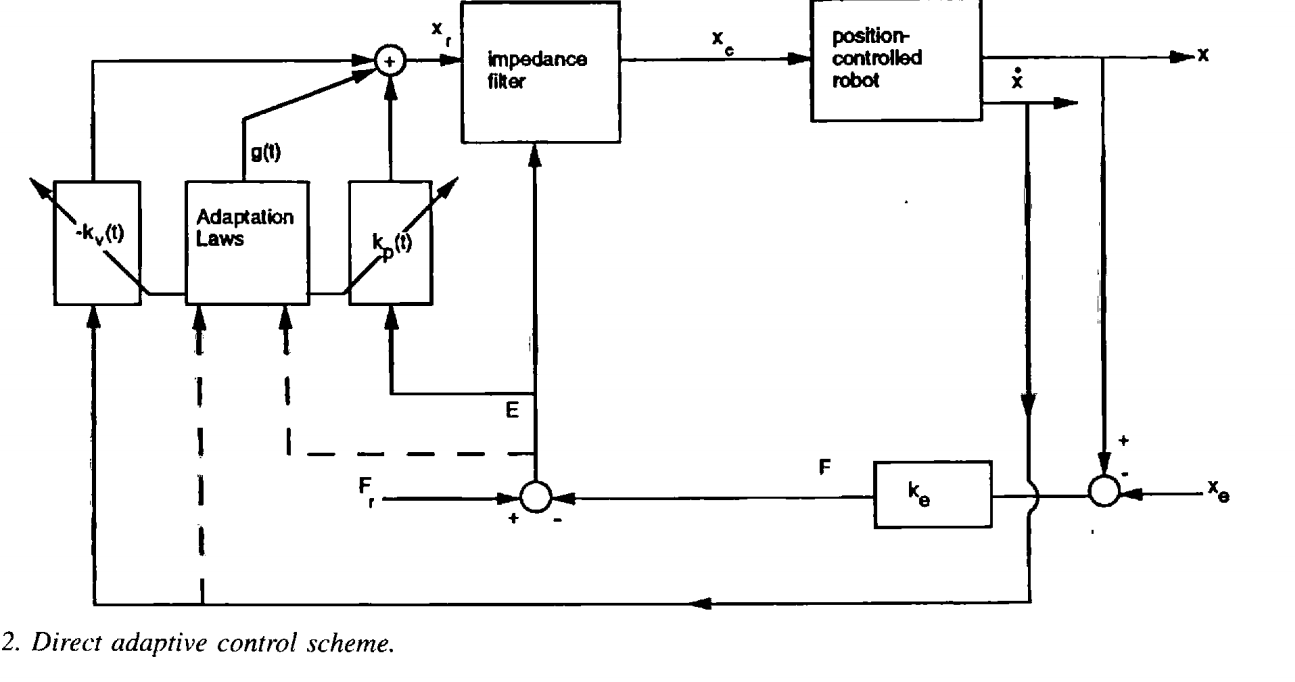 x_r
impedance
filter
x_c
position-
controlled
robot
x
ẋ
+
g(t)
-k_v(t)
Adaptation
Laws
k_p(t)
E
F_r
+
-
F
k_e
+
-
x_e
2. Direct adaptive control scheme.